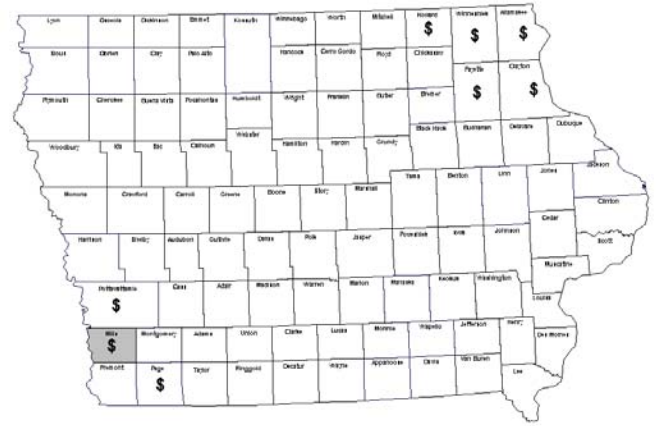 Lyon Osceola Dickinson Emmet Kossuth Winnebago Worth Mitchell Howard Winneshiek Allamakee
$ $ $
Sioux Obrien Clay Palo Alto Hancock Cerro Gordo Floyd Chickasaw Fayette Clayton
$ $
Plymouth Cherokee Buena Vista Pocahontas Humboldt Wright Franklin Butler Bremer
Woodbury Ida Sac Calhoun Webster Hamilton Hardin Grundy Black Hawk Buchanan Delaware Dubuque
Monona Crawford Carroll Greene Boone Story Marshall Tama Benton Linn Jones Jackson
Clinton
Harrison Shelby Audubon Guthrie Dallas Polk Jasper Poweshiek Iowa Johnson Cedar
Scott
Muscatine
Pottawattamie Cass Adair Madison Warren Marion Mahaska Keokuk Washington
$
Louisa
Mills Montgomery Adams Union Clarke Lucas Monroe Wapello Jefferson Henry Des Moines
$
Fremont Page Taylor Ringgold Decatur Wayne Appanoose Davis Van Buren Lee
$